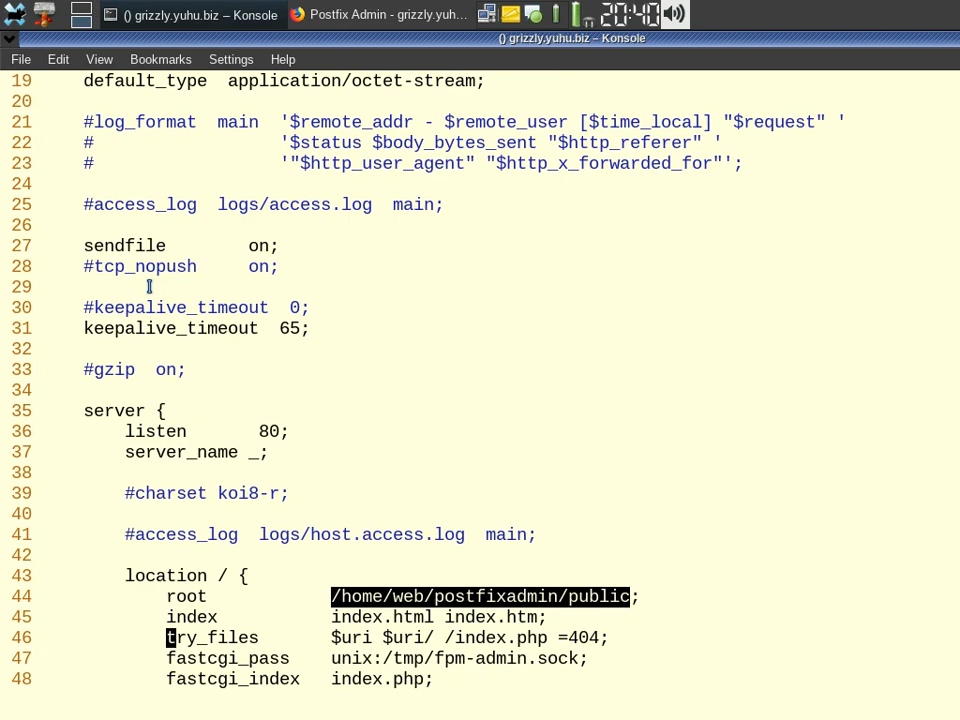 () grizzly.yuhu.biz – Konsole
Postfix Admin - grizzly.yuh...
20:40
() grizzly.yuhu.biz – Konsole
File Edit View Bookmarks Settings Help
19 default_type application/octet-stream;
20
21 #log_format main '$remote_addr - $remote_user [$time_local] "$request" '
22 # '$status $body_bytes_sent "$http_referer" '
23 # '"$http_user_agent" "$http_x_forwarded_for"';
24
25 #access_log logs/access.log main;
26
27 sendfile on;
28 #tcp_nopush on;
29
30 #keepalive_timeout 0;
31 keepalive_timeout 65;
32
33 #gzip on;
34
35 server {
36 listen 80;
37 server_name _;
38
39 #charset koi8-r;
40
41 #access_log logs/host.access.log main;
42
43 location / {
44 root /home/web/postfixadmin/public;
45 index index.html index.htm;
46 try_files $uri $uri/ /index.php =404;
47 fastcgi_pass unix:/tmp/fpm-admin.sock;
48 fastcgi_index index.php;